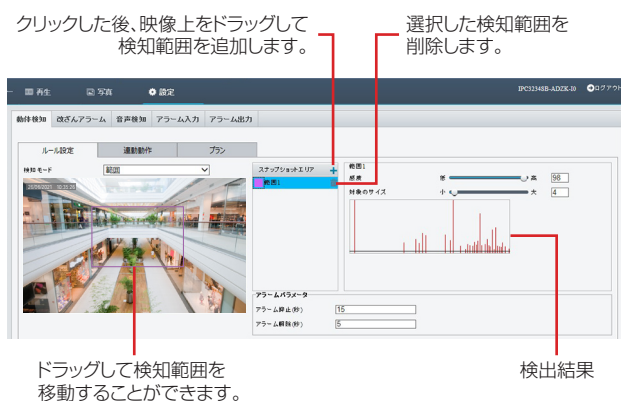 クリックした後、映像上をドラッグして
検知範囲を追加します。
選択した検知範囲を
削除します。
再生
写真
設定
IPC3234SB-ADZK-I0
ログアウト
動体検知
改ざんアラーム
音声検知
アラーム入力
アラーム出力
ルール設定
連動動作
プラン
検知モード
範囲
スナップショットエリア
範囲1
範囲1
感度
低
高
98
対象のサイズ
小
大
4
アラームパラメータ
アラーム抑止(秒)
15
アラーム解除(秒)
5
ドラッグして検知範囲を
移動することができます。
検出結果